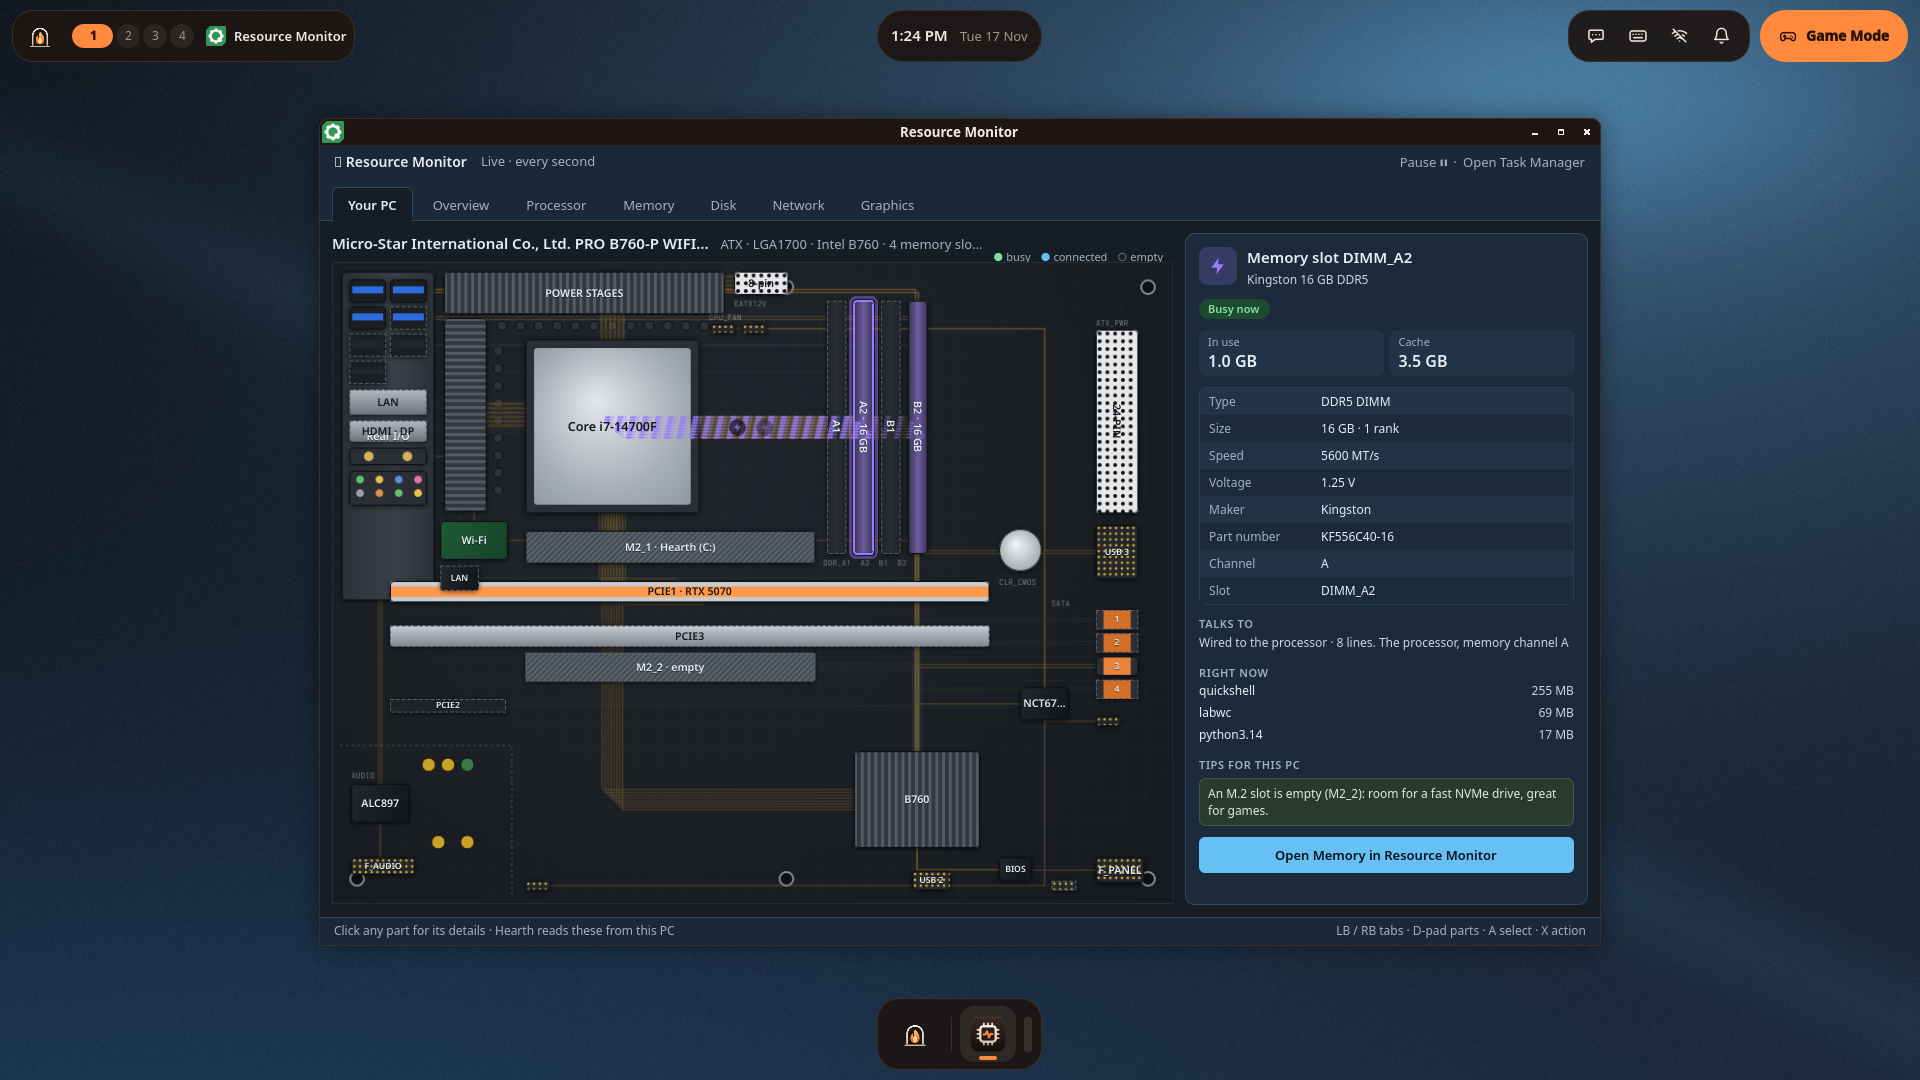 1 2 3 4 Resource Monitor
1:24 PM Tue 17 Nov
Game Mode
Resource Monitor
Resource Monitor Live · every second
Pause · Open Task Manager
Your PC Overview Processor Memory Disk Network Graphics
Micro-Star International Co., Ltd. PRO B760-P WIFI... ATX · LGA1700 · Intel B760 · 4 memory slo...
busy connected empty
POWER STAGES
8-pin
EATX12V
CPU_FAN
ATX_PWR
LAN
HDMI · DP
Rear I/O
Core i7-14700F
A1
A2 · 16 GB
B1
B2 · 16 GB
24-PIN
Wi-Fi
M2_1 · Hearth (C:)
USB 3
DDR_A1 A2 B1 B2
LAN
CLR_CMOS
PCIE1 · RTX 5070
SATA
1
2
3
4
PCIE3
M2_2 · empty
PCIE2
NCT67...
AUDIO
ALC897
B760
F_AUDIO
USB 2
BIOS
F_PANEL
Memory slot DIMM_A2
Kingston 16 GB DDR5
Busy now
In use
1.0 GB
Cache
3.5 GB
Type DDR5 DIMM
Size 16 GB · 1 rank
Speed 5600 MT/s
Voltage 1.25 V
Maker Kingston
Part number KF556C40-16
Channel A
Slot DIMM_A2
TALKS TO
Wired to the processor · 8 lines. The processor, memory channel A
RIGHT NOW
quickshell 255 MB
labwc 69 MB
python3.14 17 MB
TIPS FOR THIS PC
An M.2 slot is empty (M2_2): room for a fast NVMe drive, great
for games.
Open Memory in Resource Monitor
Click any part for its details · Hearth reads these from this PC
LB / RB tabs · D-pad parts · A select · X action